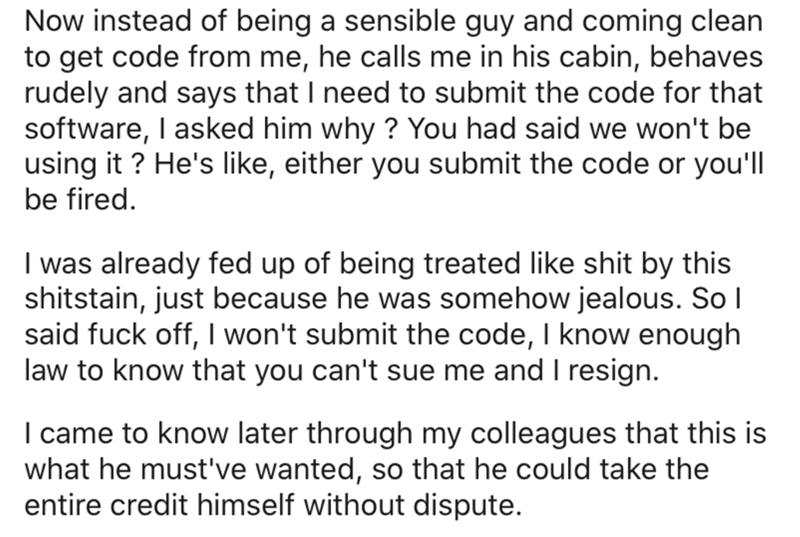 Now instead of being a sensible guy and coming clean
to get code from me, he calls me in his cabin, behaves
rudely and says that I need to submit the code for that
software, I asked him why ? You had said we won't be
using it ? He's like, either you submit the code or you'll
be fired.
I was already fed up of being treated like shit by this
shitstain, just because he was somehow jealous. So I
said fuck off, I won't submit the code, I know enough
law to know that you can't sue me and I resign.
I came to know later through my colleagues that this is
what he must've wanted, so that he could take the
entire credit himself without dispute.